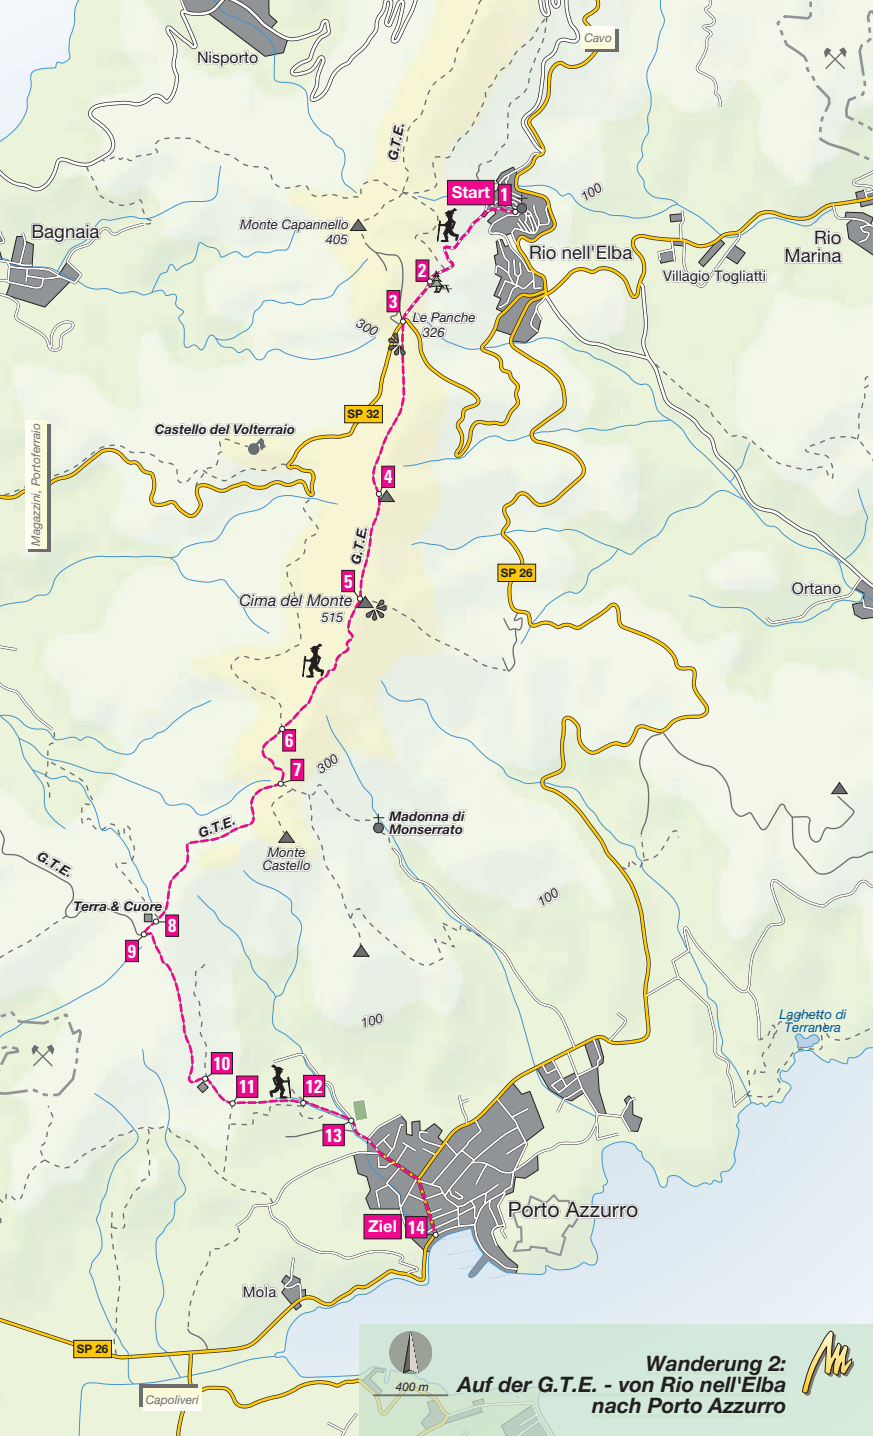 Cavo
Nisporto
G.T.E.
Start
1
100
Monte Capannello
405
Bagnaia
Rio nell'Elba
Rio
Marina
Villagio Togliatti
2
3
Le Panche
326
300
SP 32
Castello del Volterraio
Magazzini, Portoferraio
4
G.T.E.
5
SP 26
Cima del Monte
515
Ortano
6
7
300
G.T.E.
Madonna di
Monserrato
Monte
Castello
G.T.E.
Terra & Cuore
8
9
100
100
Laghetto di
Terranera
10
11
12
13
Ziel
14
Porto Azzurro
Mola
SP 26
Capoliveri
400 m
Wanderung 2:
Auf der G.T.E. - von Rio nell'Elba
nach Porto Azzurro